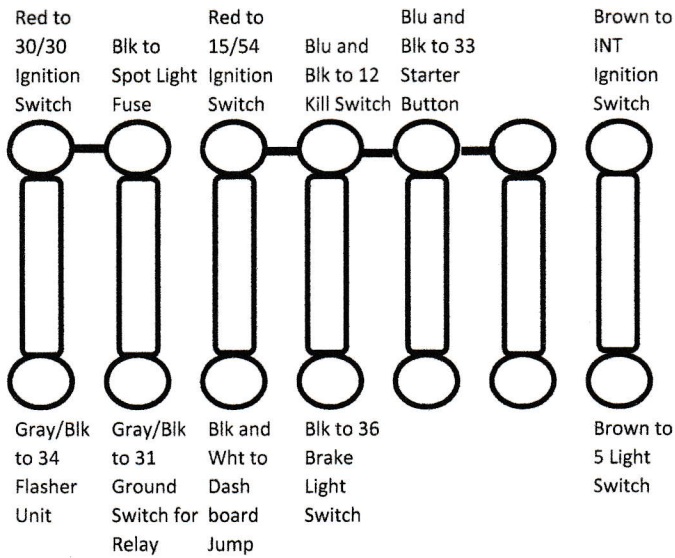 Red to
30/30
Ignition
Switch
Blk to
Spot Light
Fuse
Red to
15/54
Ignition
Switch
Blu and
Blk to 12
Kill Switch
Blu and
Blk to 33
Starter
Button
Brown to
INT
Ignition
Switch
Gray/Blk
to 34
Flasher
Unit
Gray/Blk
to 31
Ground
Switch for
Relay
Blk and
Wht to
Dash
board
Jump
Blk to 36
Brake
Light
Switch
Brown to
5 Light
Switch